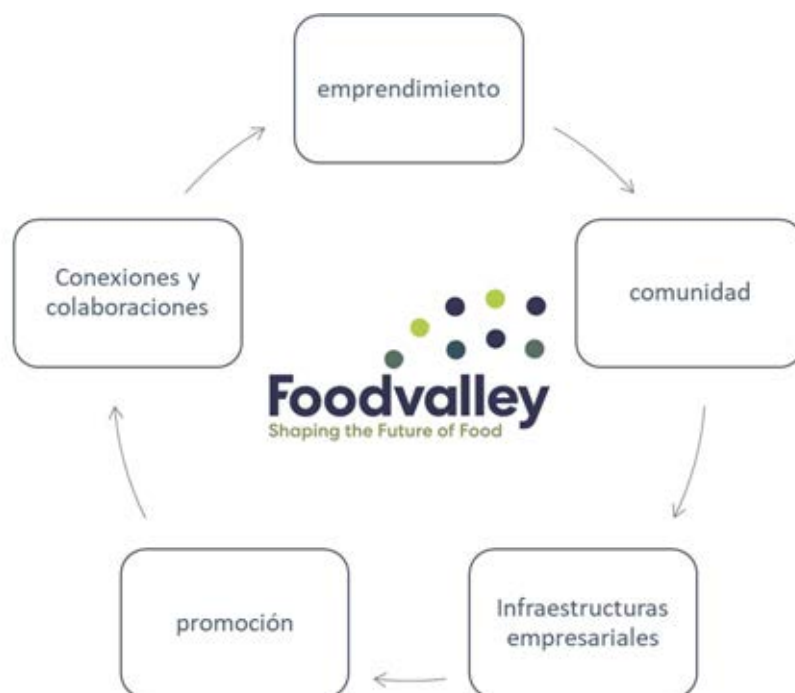 emprendimiento
comunidad
Infraestructuras
empresariales
promoción
Conexiones y
colaboraciones
Foodvalley
Shaping the Future of Food